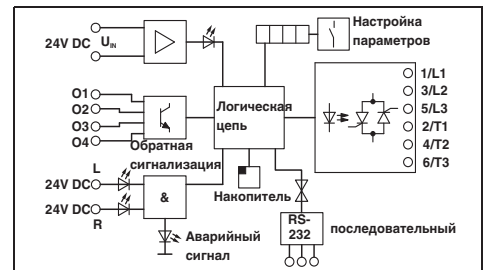 Настройка
параметров
24V DC
UIN
1/L1
3/L2
5/L3
2/T1
4/T2
6/T3
O1
O2
O3
O4
Логическая
цепь
Обратная
сигнализация
L
24V DC
24V DC
R
&
Накопитель
RS-
232
последовательный
Аварийный
сигнал